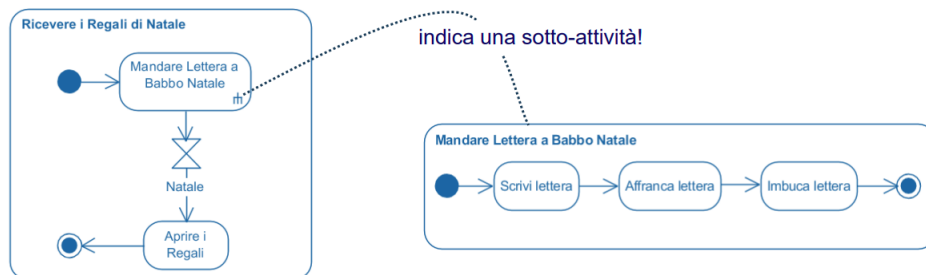 Ricevere i Regali di Natale
Mandare Lettera a
Babbo Natale
Natale
Aprire i
Regali
indica una sotto-attività!
Mandare Lettera a Babbo Natale
Scrivi lettera
Affranca lettera
Imbuca lettera